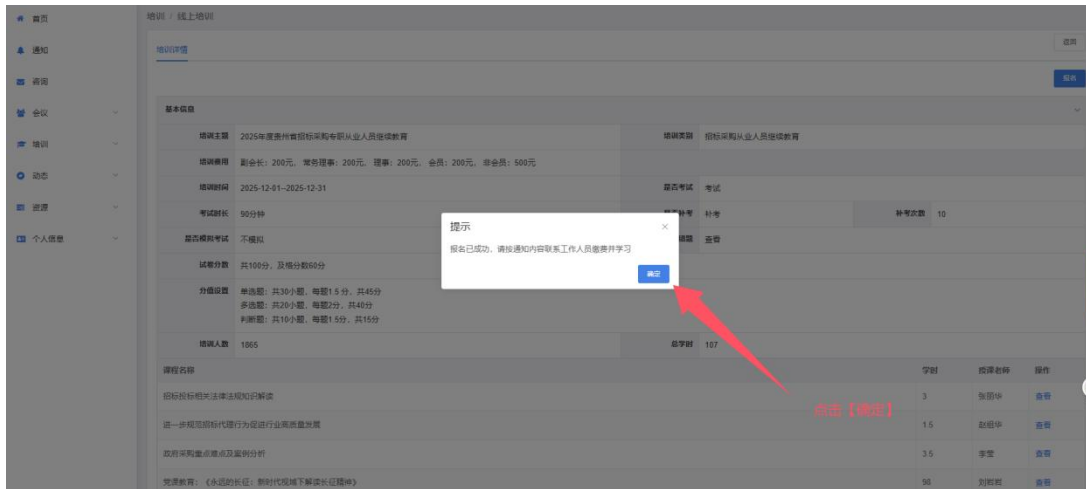 首页
培训 / 线上培训
通知
培训详情
返回
咨询
报名
会议
基本信息
培训
培训主题 2025年度贵州省招标采购专职从业人员继续教育 培训类别 招标采购从业人员继续教育
培训费用 副会长：200元， 常务理事：200元， 理事：200元， 会员：200元， 非会员：500元
动态
培训时间 2025-12-01--2025-12-31 是否考试 考试
资源
考试时长 90分钟 是否补考 补考 补考次数 10
提示
个人信息
是否模拟考试 不模拟 查看
报名已成功，请按通知内容联系工作人员缴费并学习
试卷分数 共100分，及格分数60分
确定
分值设置 单选题：共30小题，每题1.5 分，共45分
多选题：共20小题，每题2分，共40分
判断题：共10小题，每题1.5分，共15分
培训人数 1865 总学时 107
课程名称 学时 授课老师 操作
招标投标相关法律法规知识解读 3 张丽华 查看
点击【确定】
进一步规范招标代理行为促进行业高质量发展 1.5 赵祖华 查看
政府采购重点难点及案例分析 3.5 李莹 查看
党课教育：《永远的长征：新时代视域下解读长征精神》 98 刘岩岩 查看